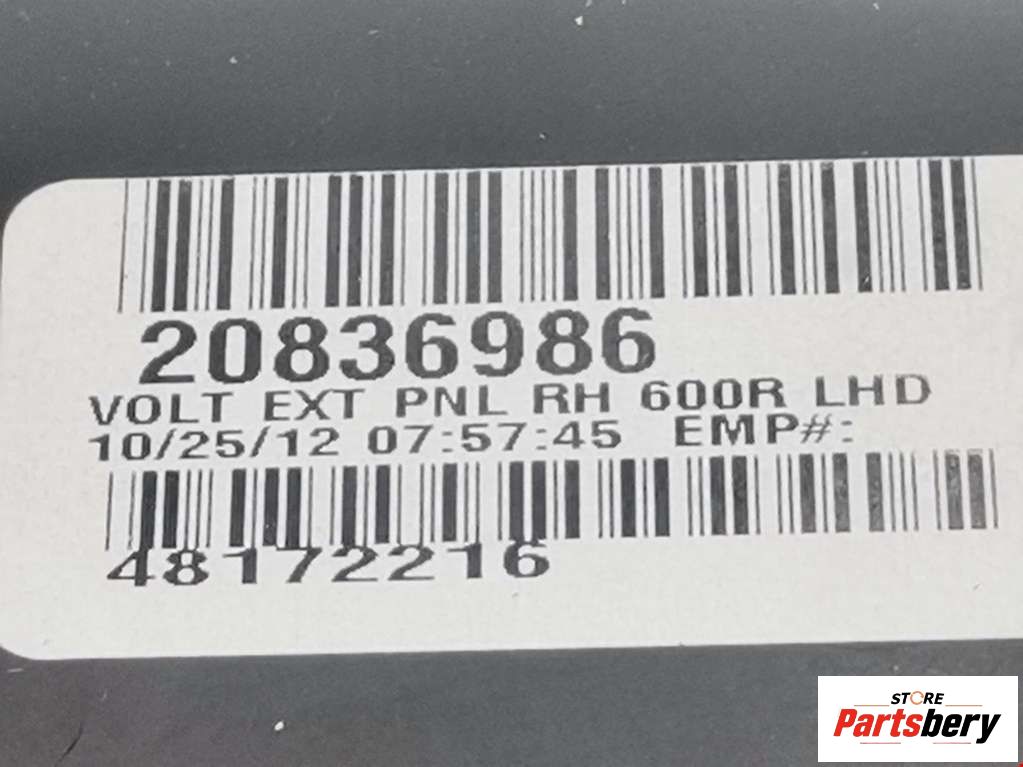 20836986
VOLT EXT PNL RH 600R LHD
10/25/12 07:57:45 EMP#:
48172216
STORE
Partsbery